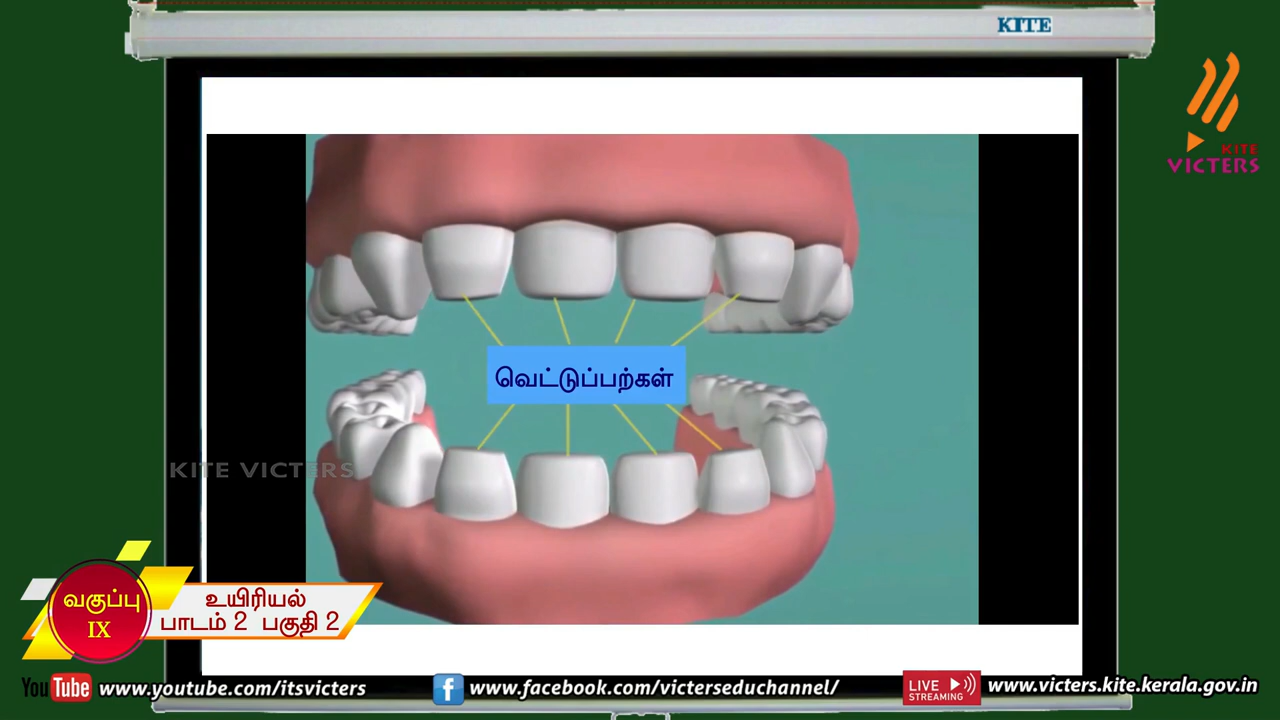 KITE
KITE
VICTERS
வெட்டுப்பற்கள்
KITE VICTERS
வகுப்பு
IX
உயிரியல்
பாடம் 2 பகுதி 2
YouTube www.youtube.com/itsvicters
f www.facebook.com/victerseduchannel/
LIVE
STREAMING
www.victers.kite.kerala.gov.in